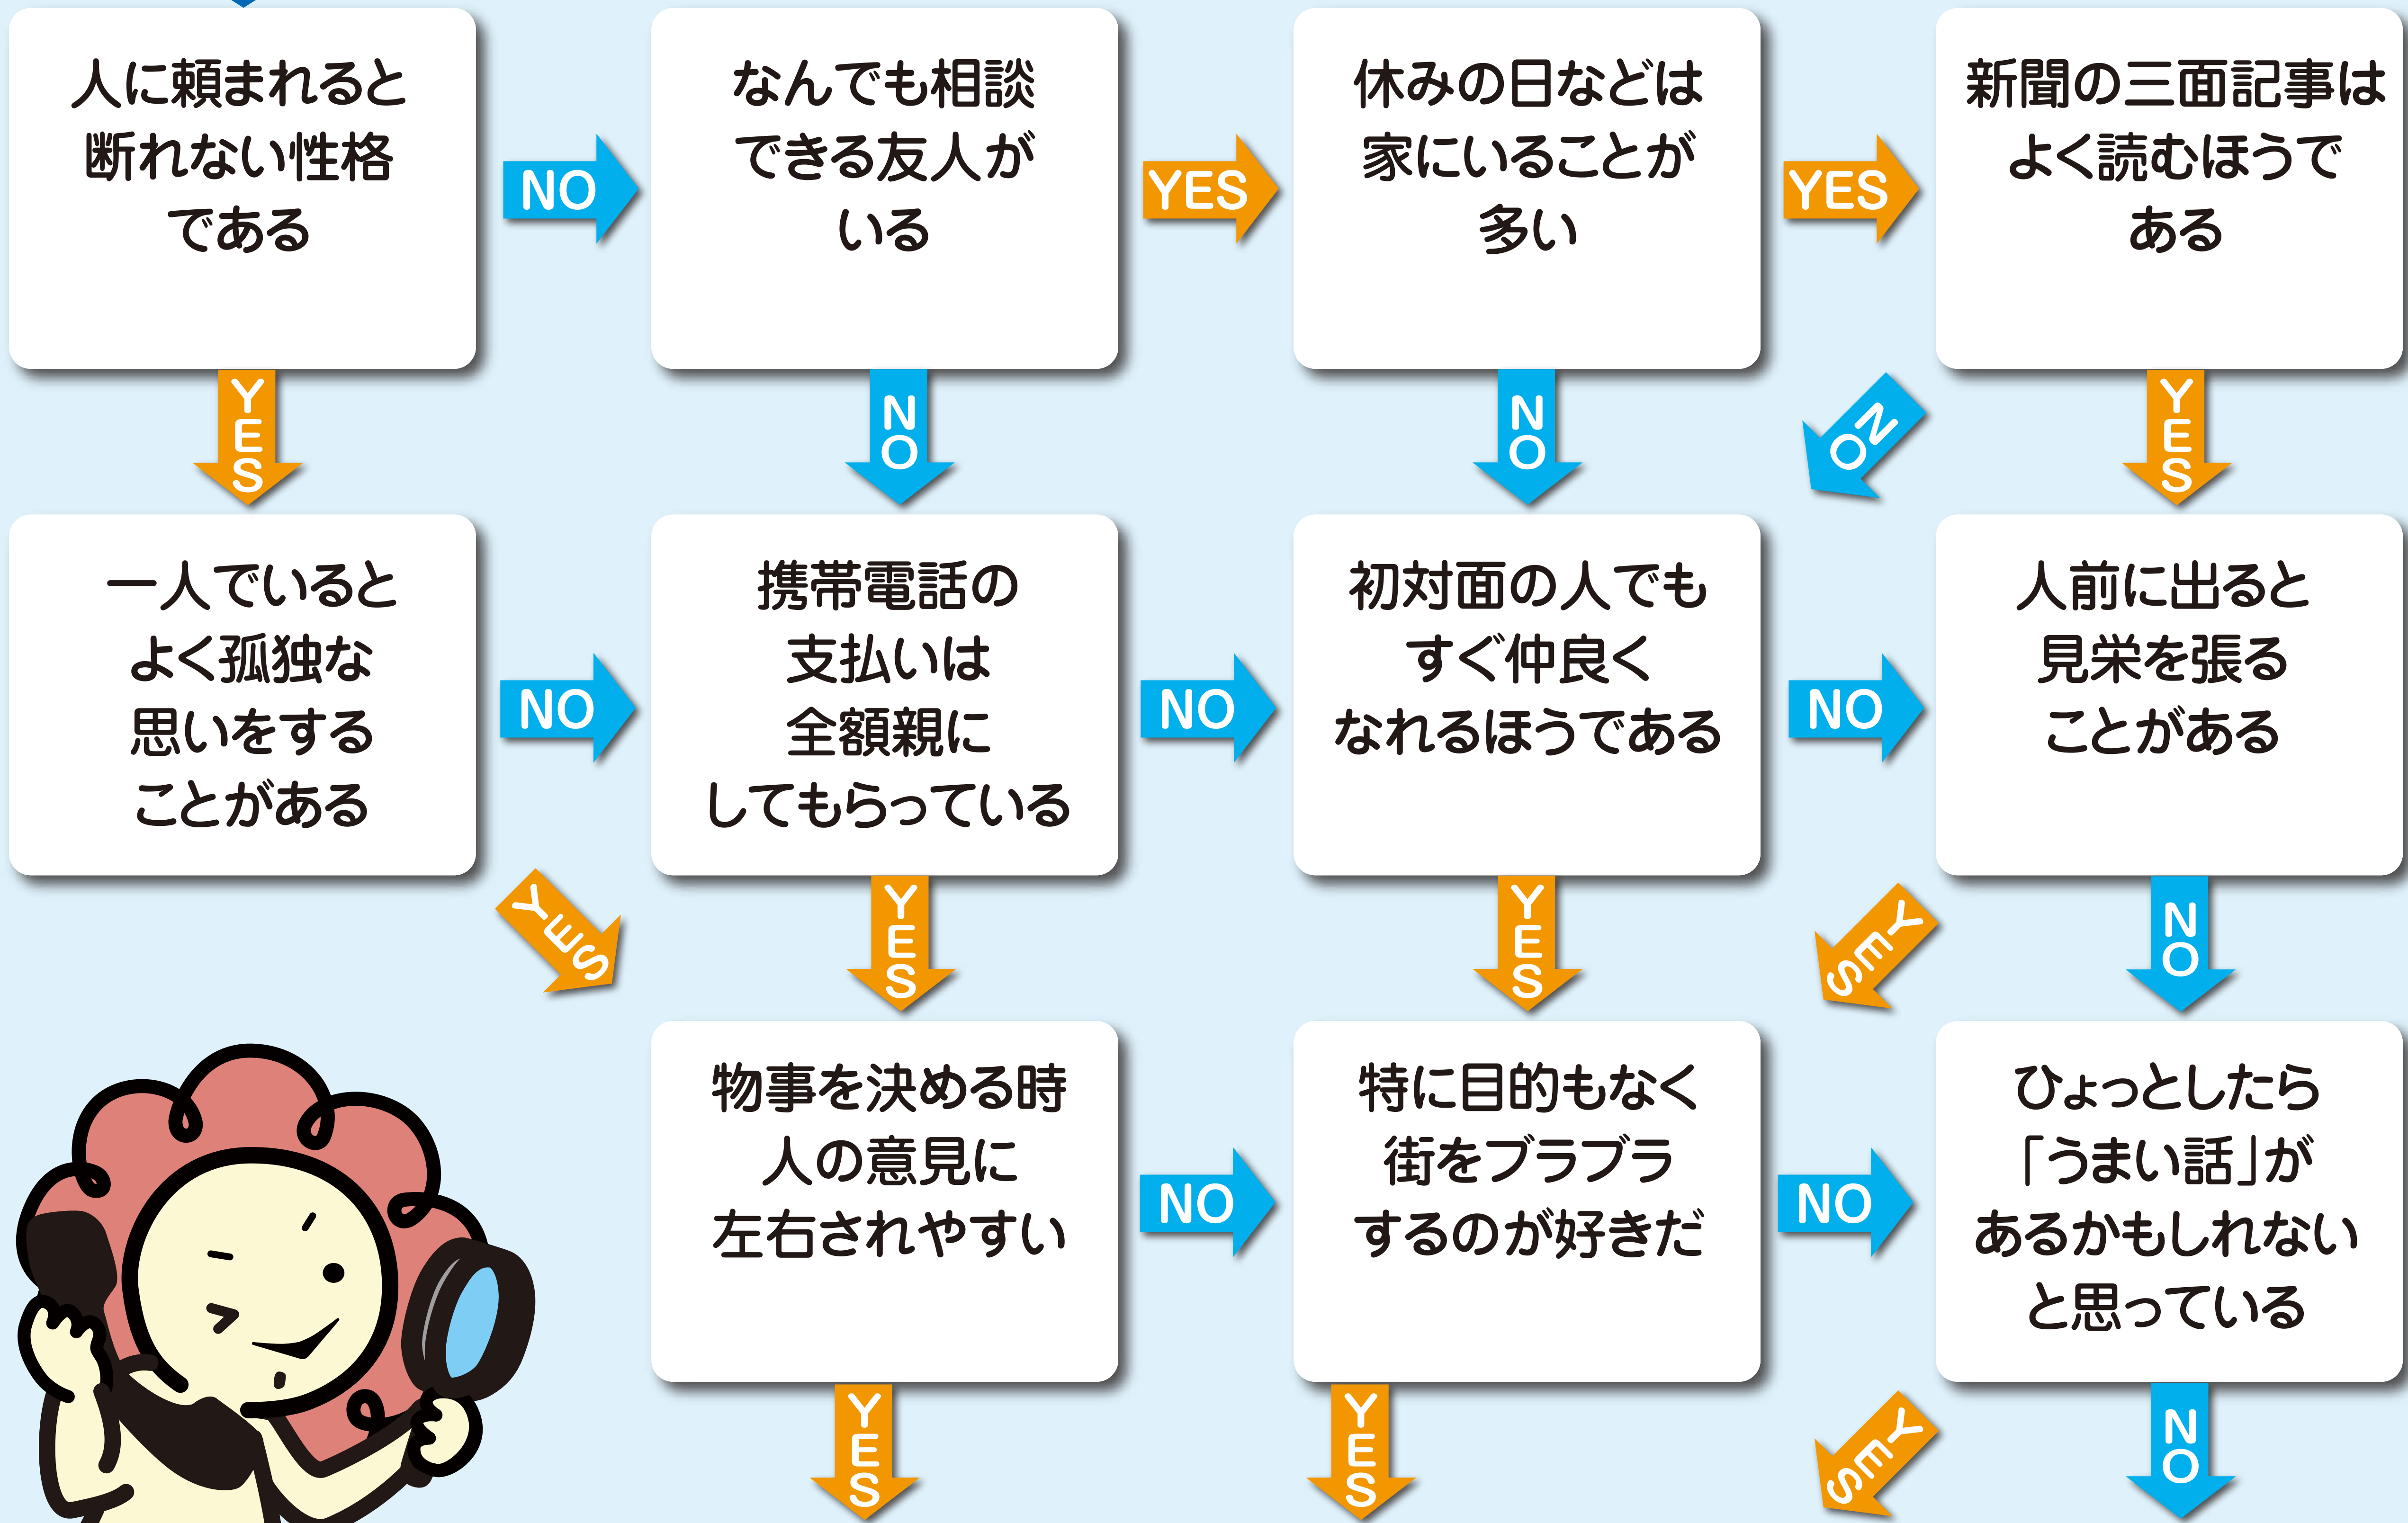 人に頼まれると
断れない性格
である
NO
なんでも相談
できる友人が
いる
YES
休みの日などは
家にいることが
多い
YES
新聞の三面記事は
よく読むほうで
ある
YES
NO
NO
NO
YES
一人でいると
よく孤独な
思いをする
ことがある
NO
携帯電話の
支払いは
全額親に
してもらっている
NO
初対面の人でも
すぐ仲良く
なれるほうである
NO
人前に出ると
見栄を張る
ことがある
YES
YES
YES
YES
NO
物事を決める時
人の意見に
左右されやすい
NO
特に目的もなく
街をブラブラ
するのが好きだ
NO
ひょっとしたら
「うまい話」が
あるかもしれない
と思っている
YES
YES
YES
NO